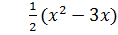 ½(x² − 3x)